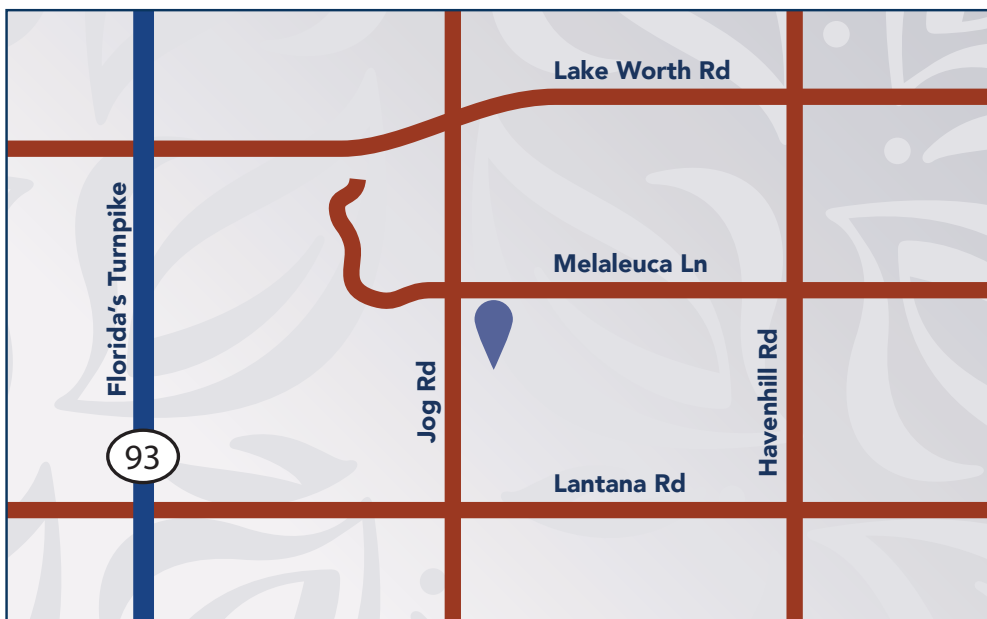 Lake Worth Rd
Florida's Turnpike
Melaleuca Ln
Jog Rd
Havenhill Rd
93
Lantana Rd